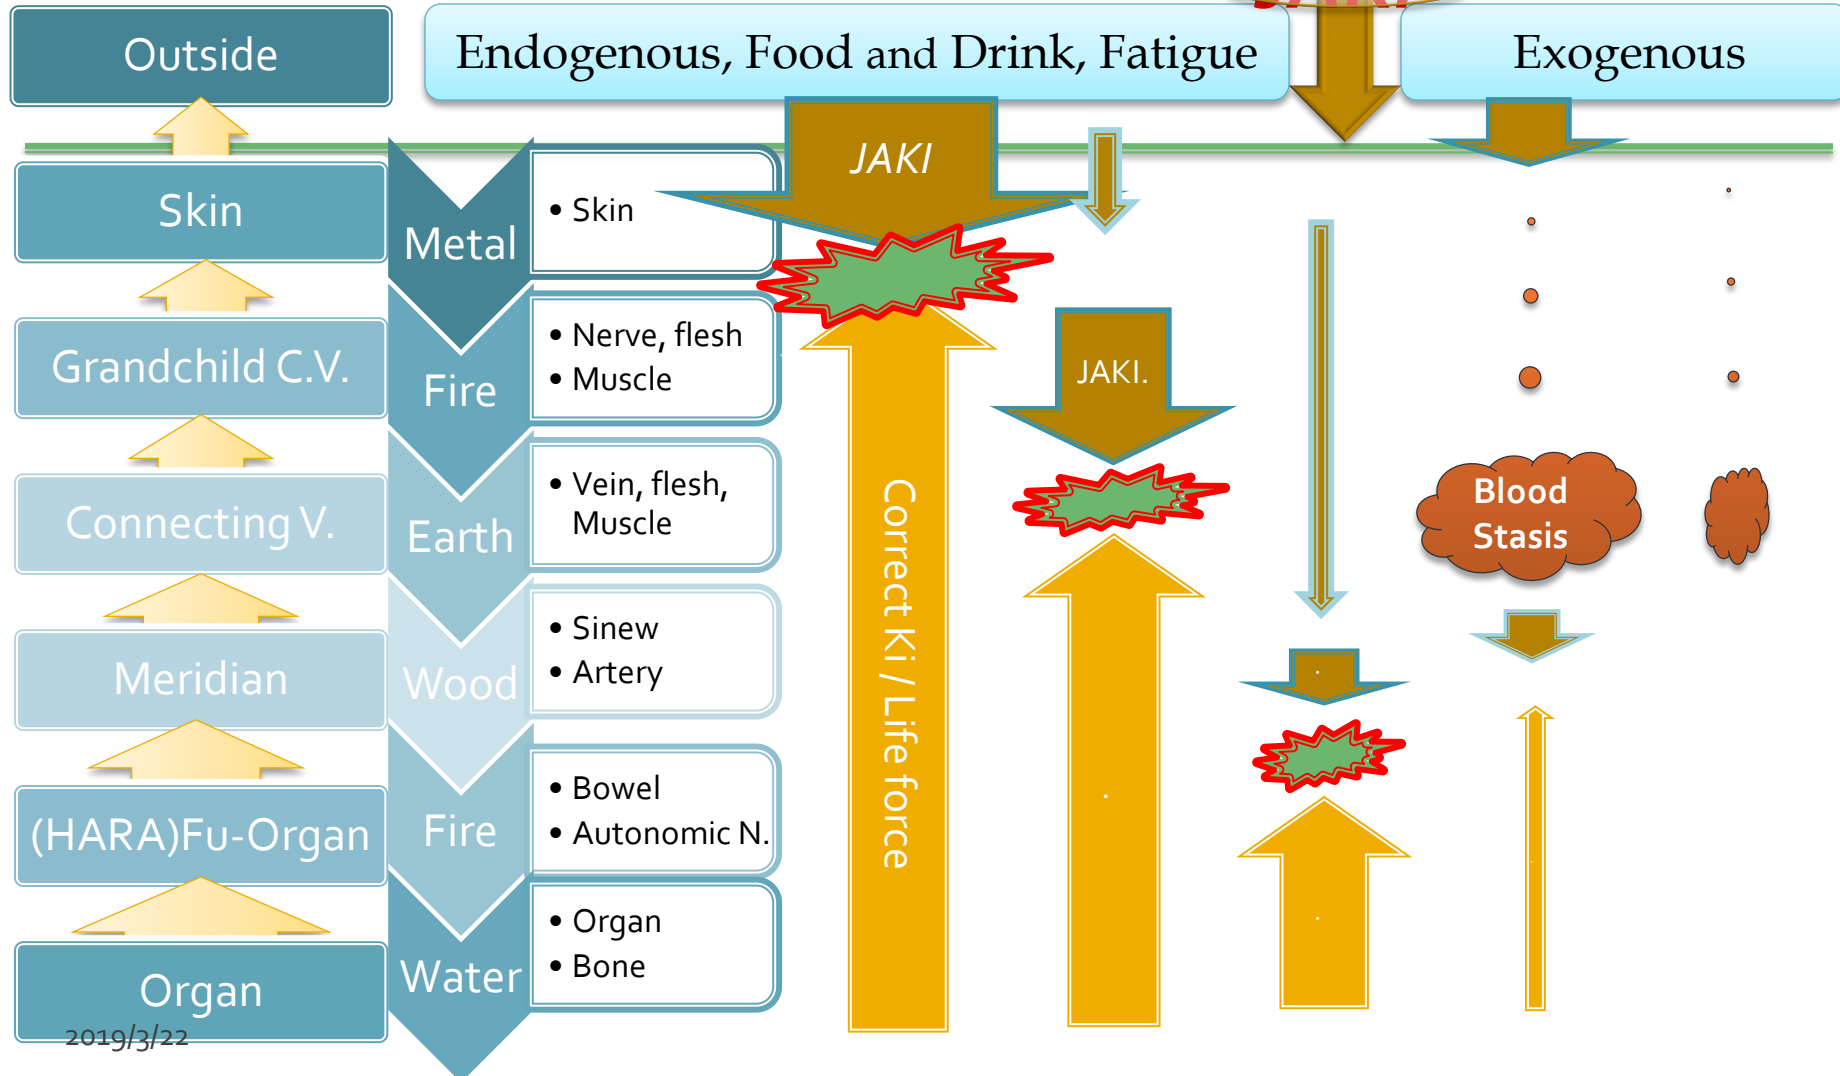 Outside
Endogenous, Food and Drink, Fatigue
Exogenous
Skin
Grandchild C.V.
Connecting V.
Meridian
(HARA)Fu-Organ
Organ
2019/3/22
Metal
• Skin
Fire
• Nerve, flesh
• Muscle
Earth
• Vein, flesh,
Muscle
Wood
• Sinew
• Artery
Fire
• Bowel
• Autonomic N.
Water
• Organ
• Bone
JAKI
Correct Ki / Life force
JAKI.
Blood
Stasis